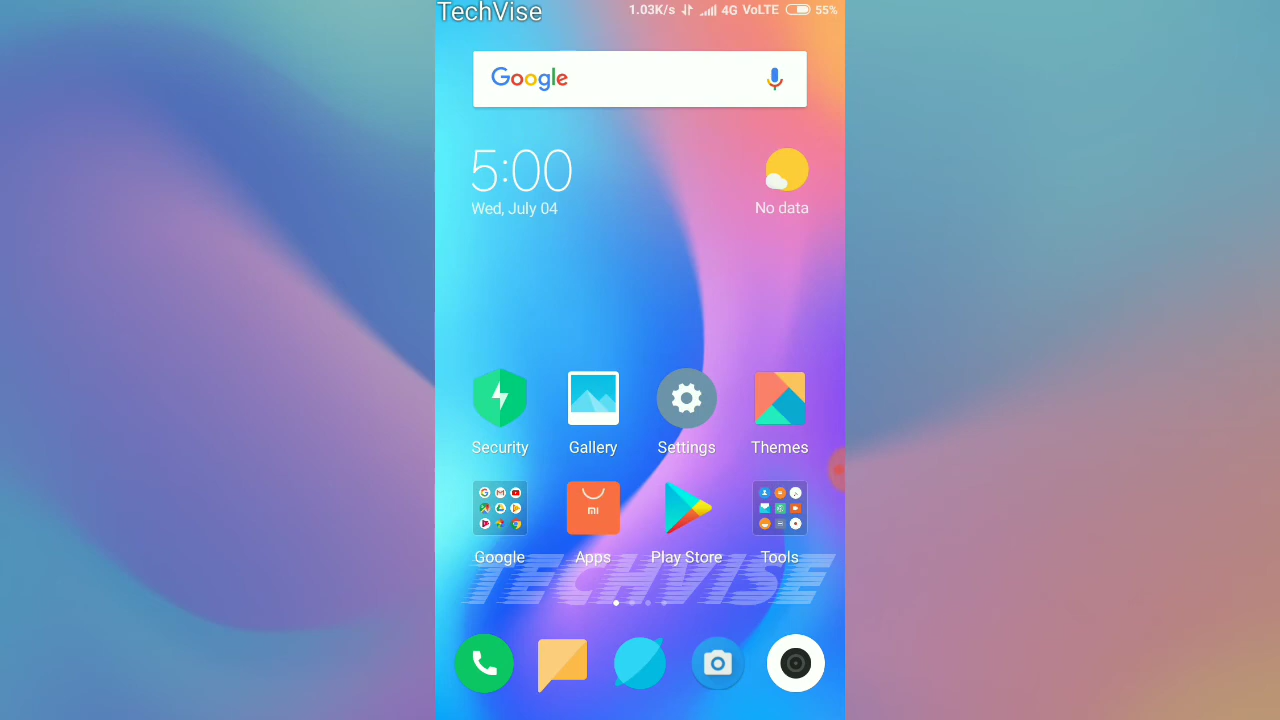 TechVise
1.03K/s 4G VoLTE 55%
Google
5:00
Wed, July 04
No data
Security Gallery Settings Themes
mi
Google Apps Play Store Tools
TECHVISE